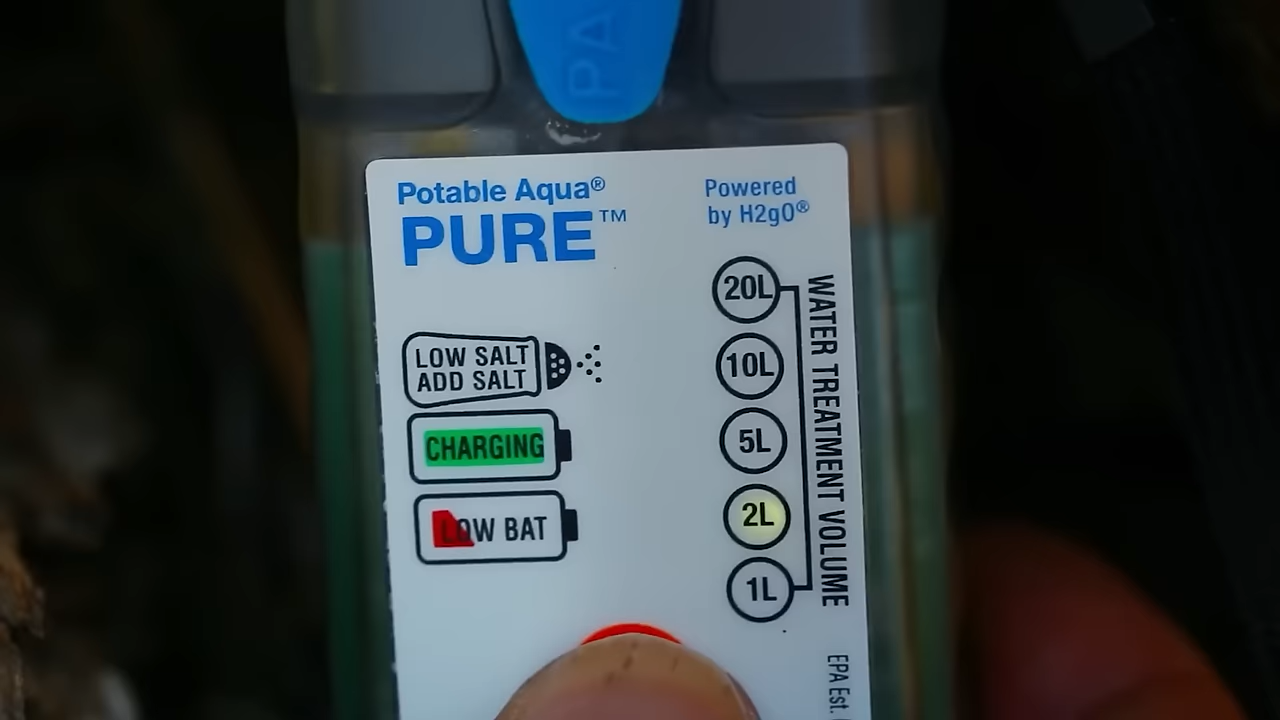 PA
Potable Aqua®
PURE™
Powered
by H2gO®
LOW SALT
ADD SALT
CHARGING
LOW BAT
20L
10L
5L
2L
1L
WATER TREATMENT VOLUME
EPA Est.